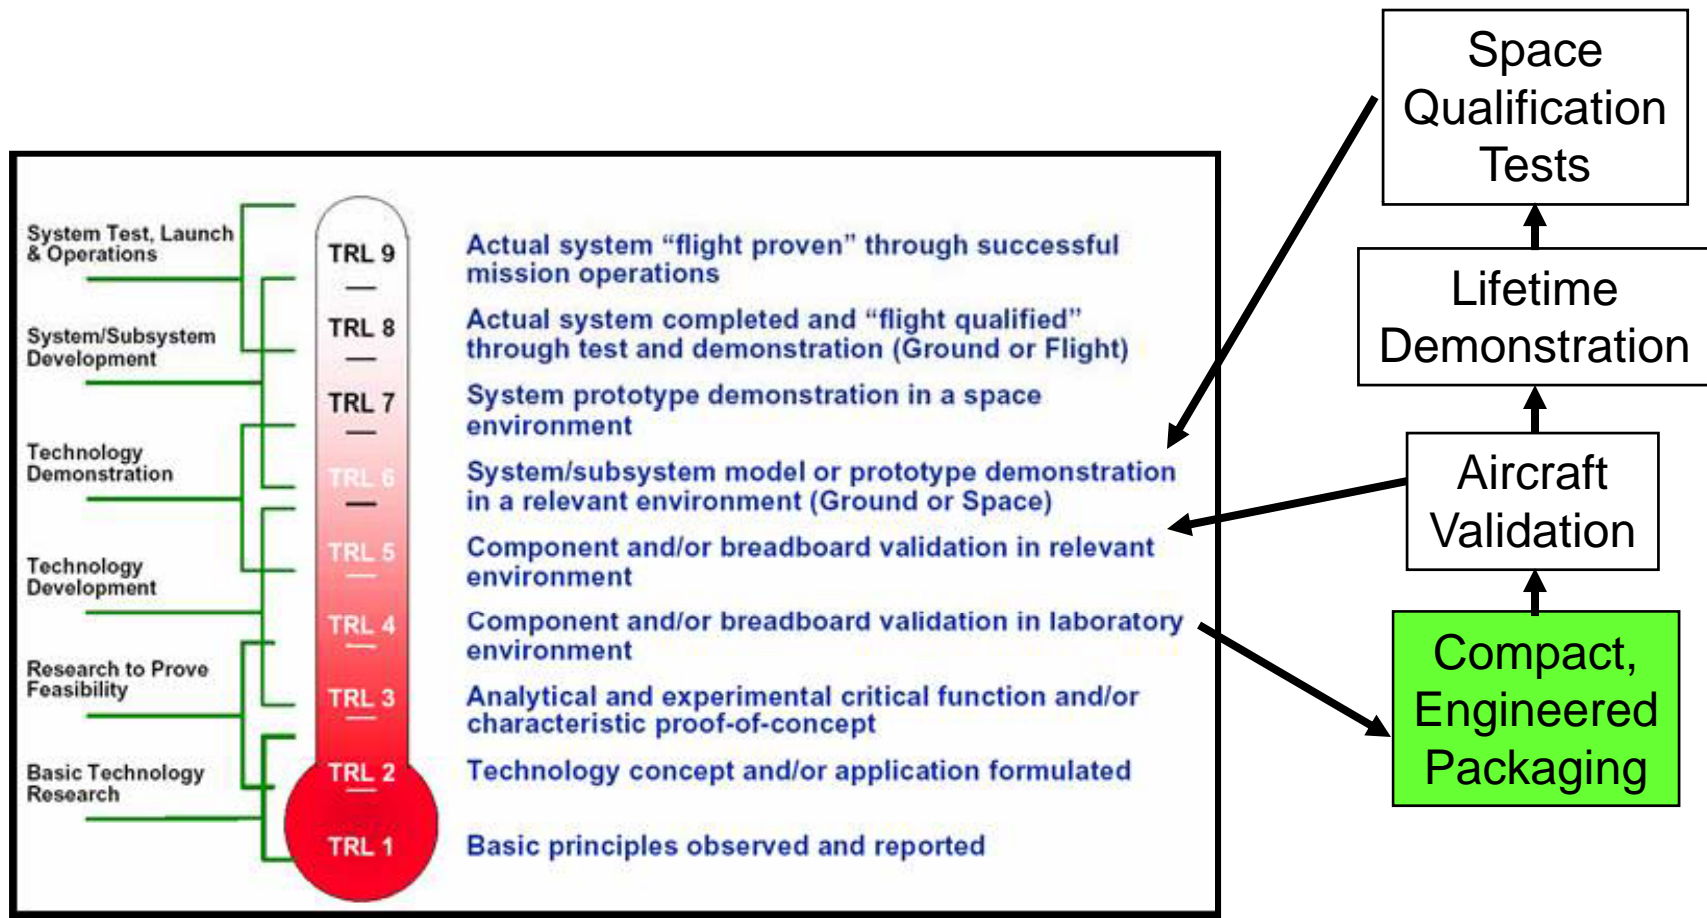 System Test, Launch
& Operations
System/Subsystem
Development
Technology
Demonstration
Technology
Development
Research to Prove
Feasibility
Basic Technology
Research
TRL 9
TRL 8
TRL 7
TRL 6
TRL 5
TRL 4
TRL 3
TRL 2
TRL 1
Actual system “flight proven” through successful
mission operations
Actual system completed and “flight qualified”
through test and demonstration (Ground or Flight)
System prototype demonstration in a space
environment
System/subsystem model or prototype demonstration
in a relevant environment (Ground or Space)
Component and/or breadboard validation in relevant
environment
Component and/or breadboard validation in laboratory
environment
Analytical and experimental critical function and/or
characteristic proof-of-concept
Technology concept and/or application formulated
Basic principles observed and reported
Space
Qualification
Tests
Lifetime
Demonstration
Aircraft
Validation
Compact,
Engineered
Packaging